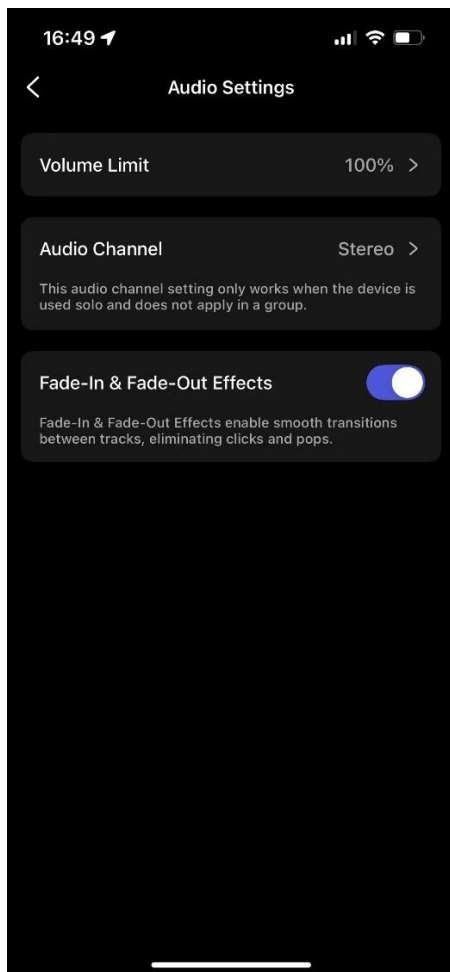 16:49
Audio Settings
Volume Limit 100%
Audio Channel Stereo
This audio channel setting only works when the device is
used solo and does not apply in a group.
Fade-In & Fade-Out Effects
Fade-In & Fade-Out Effects enable smooth transitions
between tracks, eliminating clicks and pops.